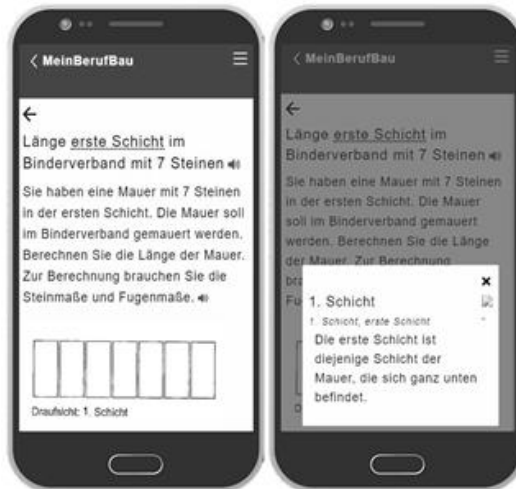 < MeinBerufBau
Länge erste Schicht im
Binderverband mit 7 Steinen
Sie haben eine Mauer mit 7 Steinen
in der ersten Schicht. Die Mauer soll
im Binderverband gemauert werden.
Berechnen Sie die Länge der Mauer.
Zur Berechnung brauchen Sie die
Steinmaße und Fugenmaße.
Draufsicht: 1. Schicht
< MeinBerufBau
Länge erste Schicht im
Binderverband mit 7 Steinen
Sie haben eine Mauer mit 7 Steinen
in der ersten Schicht. Die Mauer
soll im Binderverband gemauert
werden. Berechnen Sie die Länge
der Mauer. Zur Berechnung
1. Schicht
1. Schicht, erste Schicht
Die erste Schicht ist
diejenige Schicht der
Mauer, die sich ganz unten
befindet.